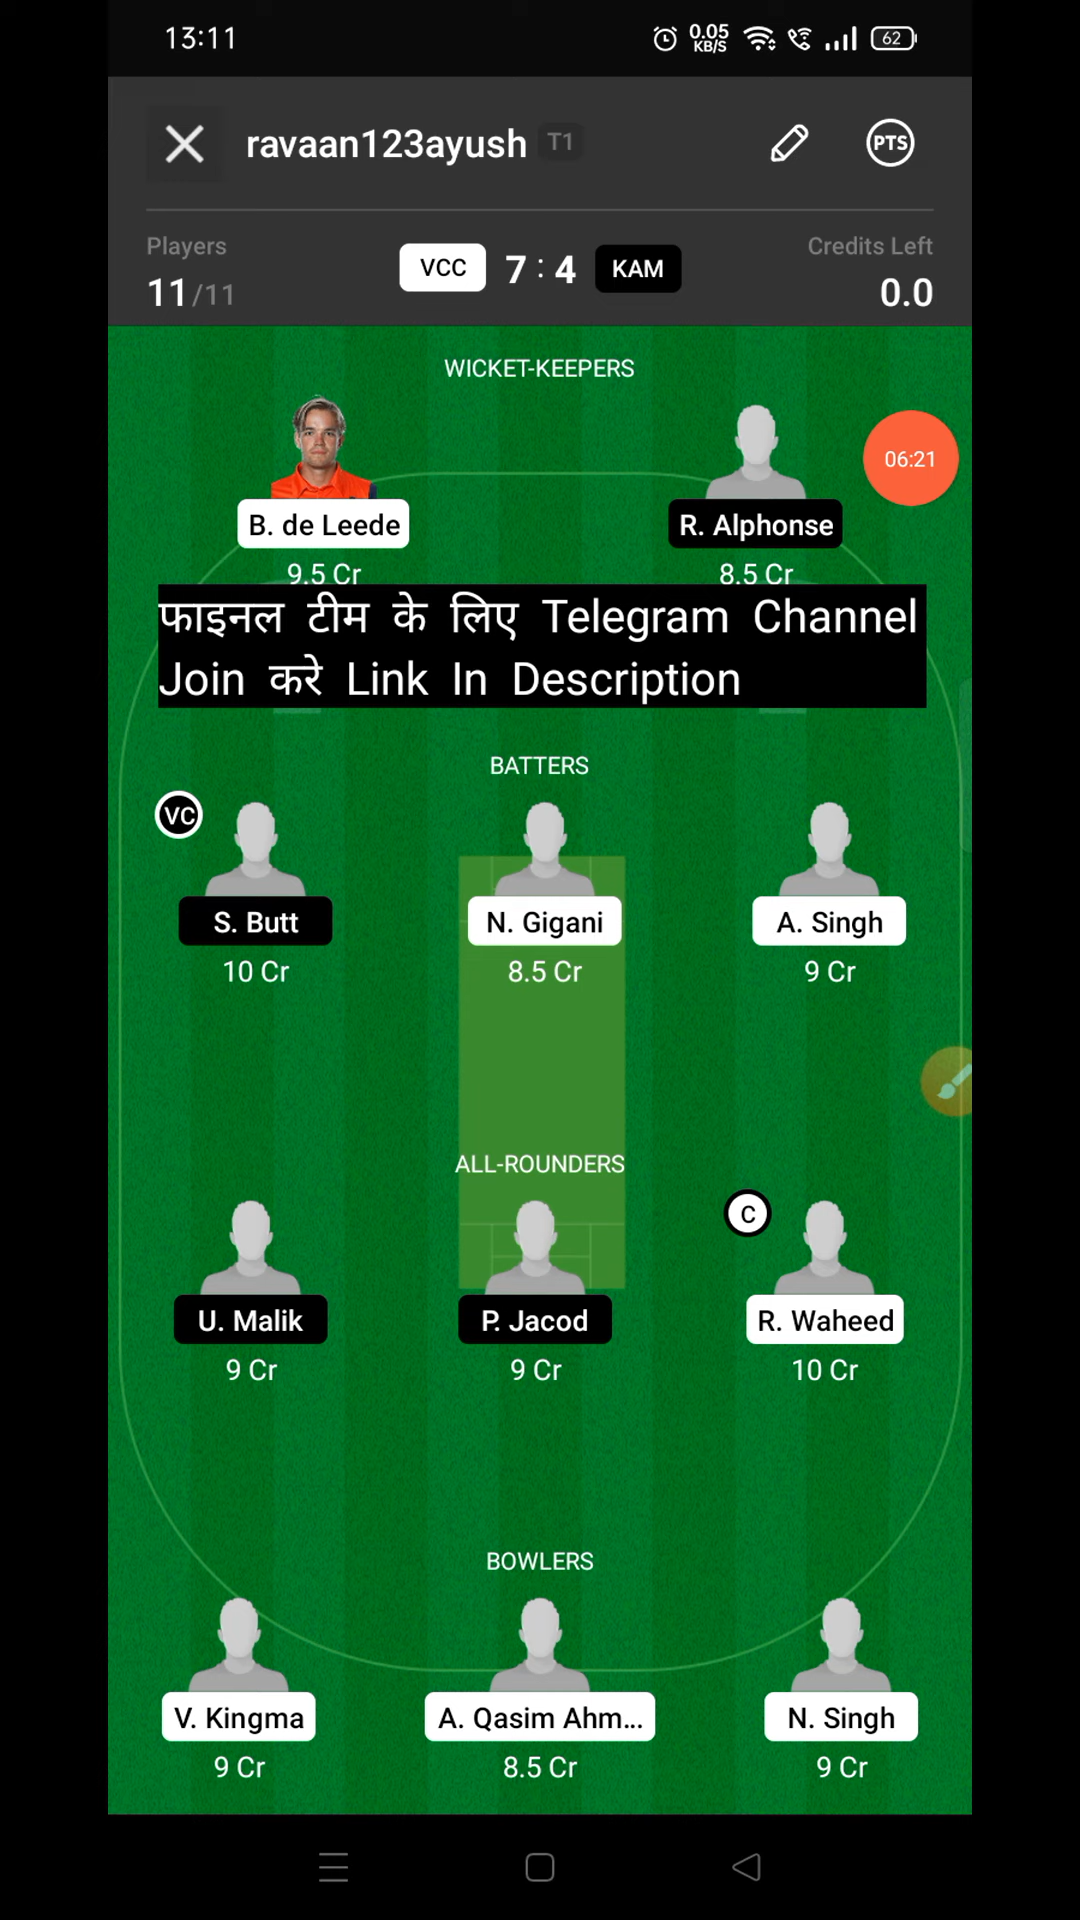 13:11 0.05 KB/S 62
ravaan123ayush T1 PTS
Players Credits Left
11/11 VCC 7 : 4 KAM 0.0
WICKET-KEEPERS
06:21
B. de Leede R. Alphonse
9.5 Cr 8.5 Cr
फाइनल टीम के लिए Telegram Channel
Join करे Link In Description
BATTERS
VC
S. Butt N. Gigani A. Singh
10 Cr 8.5 Cr 9 Cr
ALL-ROUNDERS
C
U. Malik P. Jacod R. Waheed
9 Cr 9 Cr 10 Cr
BOWLERS
V. Kingma A. Qasim Ahm... N. Singh
9 Cr 8.5 Cr 9 Cr